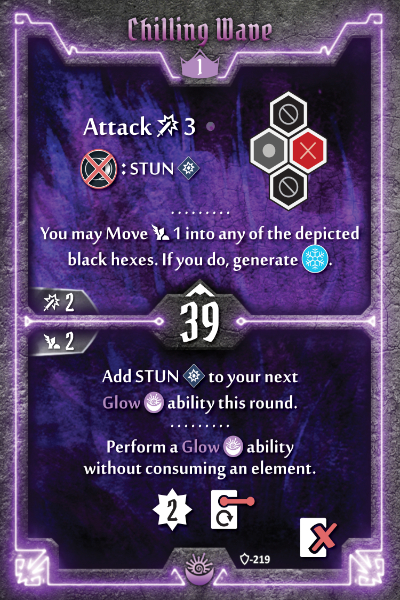 Chilling Wave
1
Attack 3
: STUN
You may Move 1 into any of the depicted
black hexes. If you do, generate .
2
39
2
Add STUN to your next
Glow ability this round.
Perform a Glow ability
without consuming an element.
2
-219